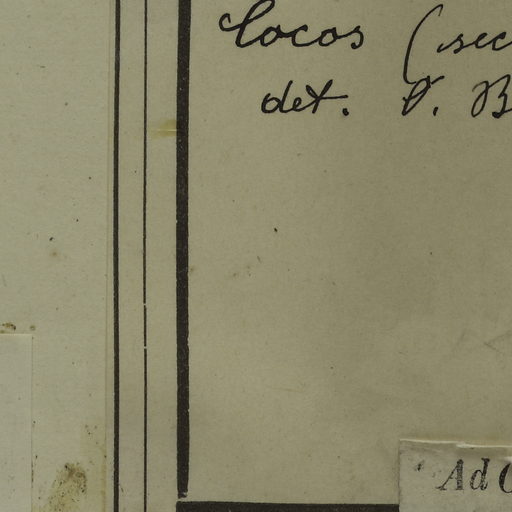 Cocos (sec
det. O. B
Ad C